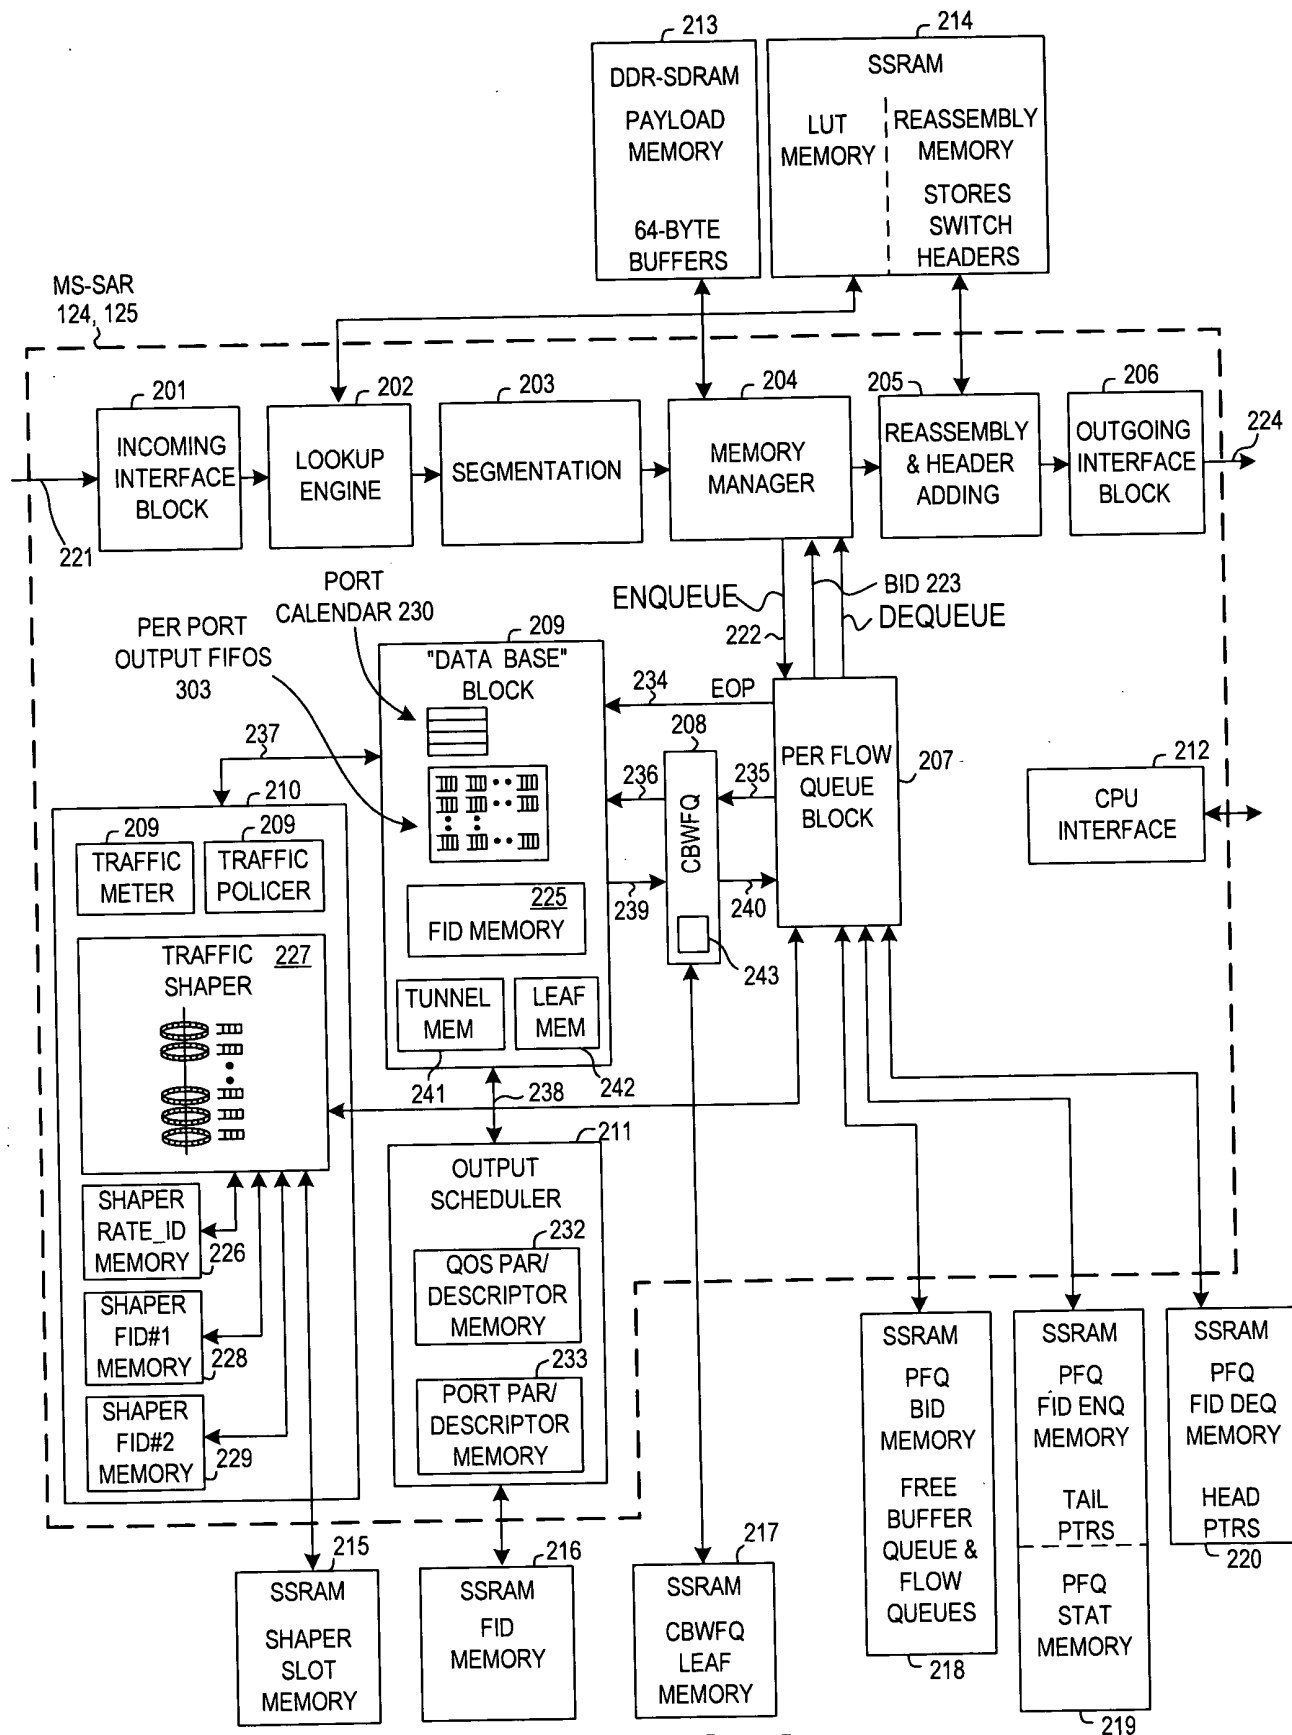 213
DDR-SDRAM
PAYLOAD
MEMORY
64-BYTE
BUFFERS
214
SSRAM
LUT
MEMORY
REASSEMBLY
MEMORY
STORES
SWITCH
HEADERS
MS-SAR
124, 125
201
INCOMING
INTERFACE
BLOCK
221
202
LOOKUP
ENGINE
203
SEGMENTATION
204
MEMORY
MANAGER
205
REASSEMBLY
& HEADER
ADDING
206
OUTGOING
INTERFACE
BLOCK
224
PORT
CALENDAR 230
PER PORT
OUTPUT FIFOS
303
ENQUEUE
222
BID 223
DEQUEUE
209
"DATA BASE"
BLOCK
225
FID MEMORY
TUNNEL
MEM
LEAF
MEM
241
242
234
EOP
208
CBWFQ
236
235
239
240
243
PER FLOW
QUEUE
BLOCK
207
212
CPU
INTERFACE
237
210
209
TRAFFIC
METER
209
TRAFFIC
POLICER
TRAFFIC
SHAPER
227
SHAPER
RATE_ID
MEMORY
226
SHAPER
FID#1
MEMORY
228
SHAPER
FID#2
MEMORY
229
238
211
OUTPUT
SCHEDULER
232
QOS PAR/
DESCRIPTOR
MEMORY
233
PORT PAR/
DESCRIPTOR
MEMORY
215
SSRAM
SHAPER
SLOT
MEMORY
216
SSRAM
FID
MEMORY
217
SSRAM
CBWFQ
LEAF
MEMORY
SSRAM
PFQ
BID
MEMORY
FREE
BUFFER
QUEUE &
FLOW
QUEUES
218
SSRAM
PFQ
FID ENQ
MEMORY
TAIL
PTRS
PFQ
STAT
MEMORY
219
SSRAM
PFQ
FID DEQ
MEMORY
HEAD
PTRS
220